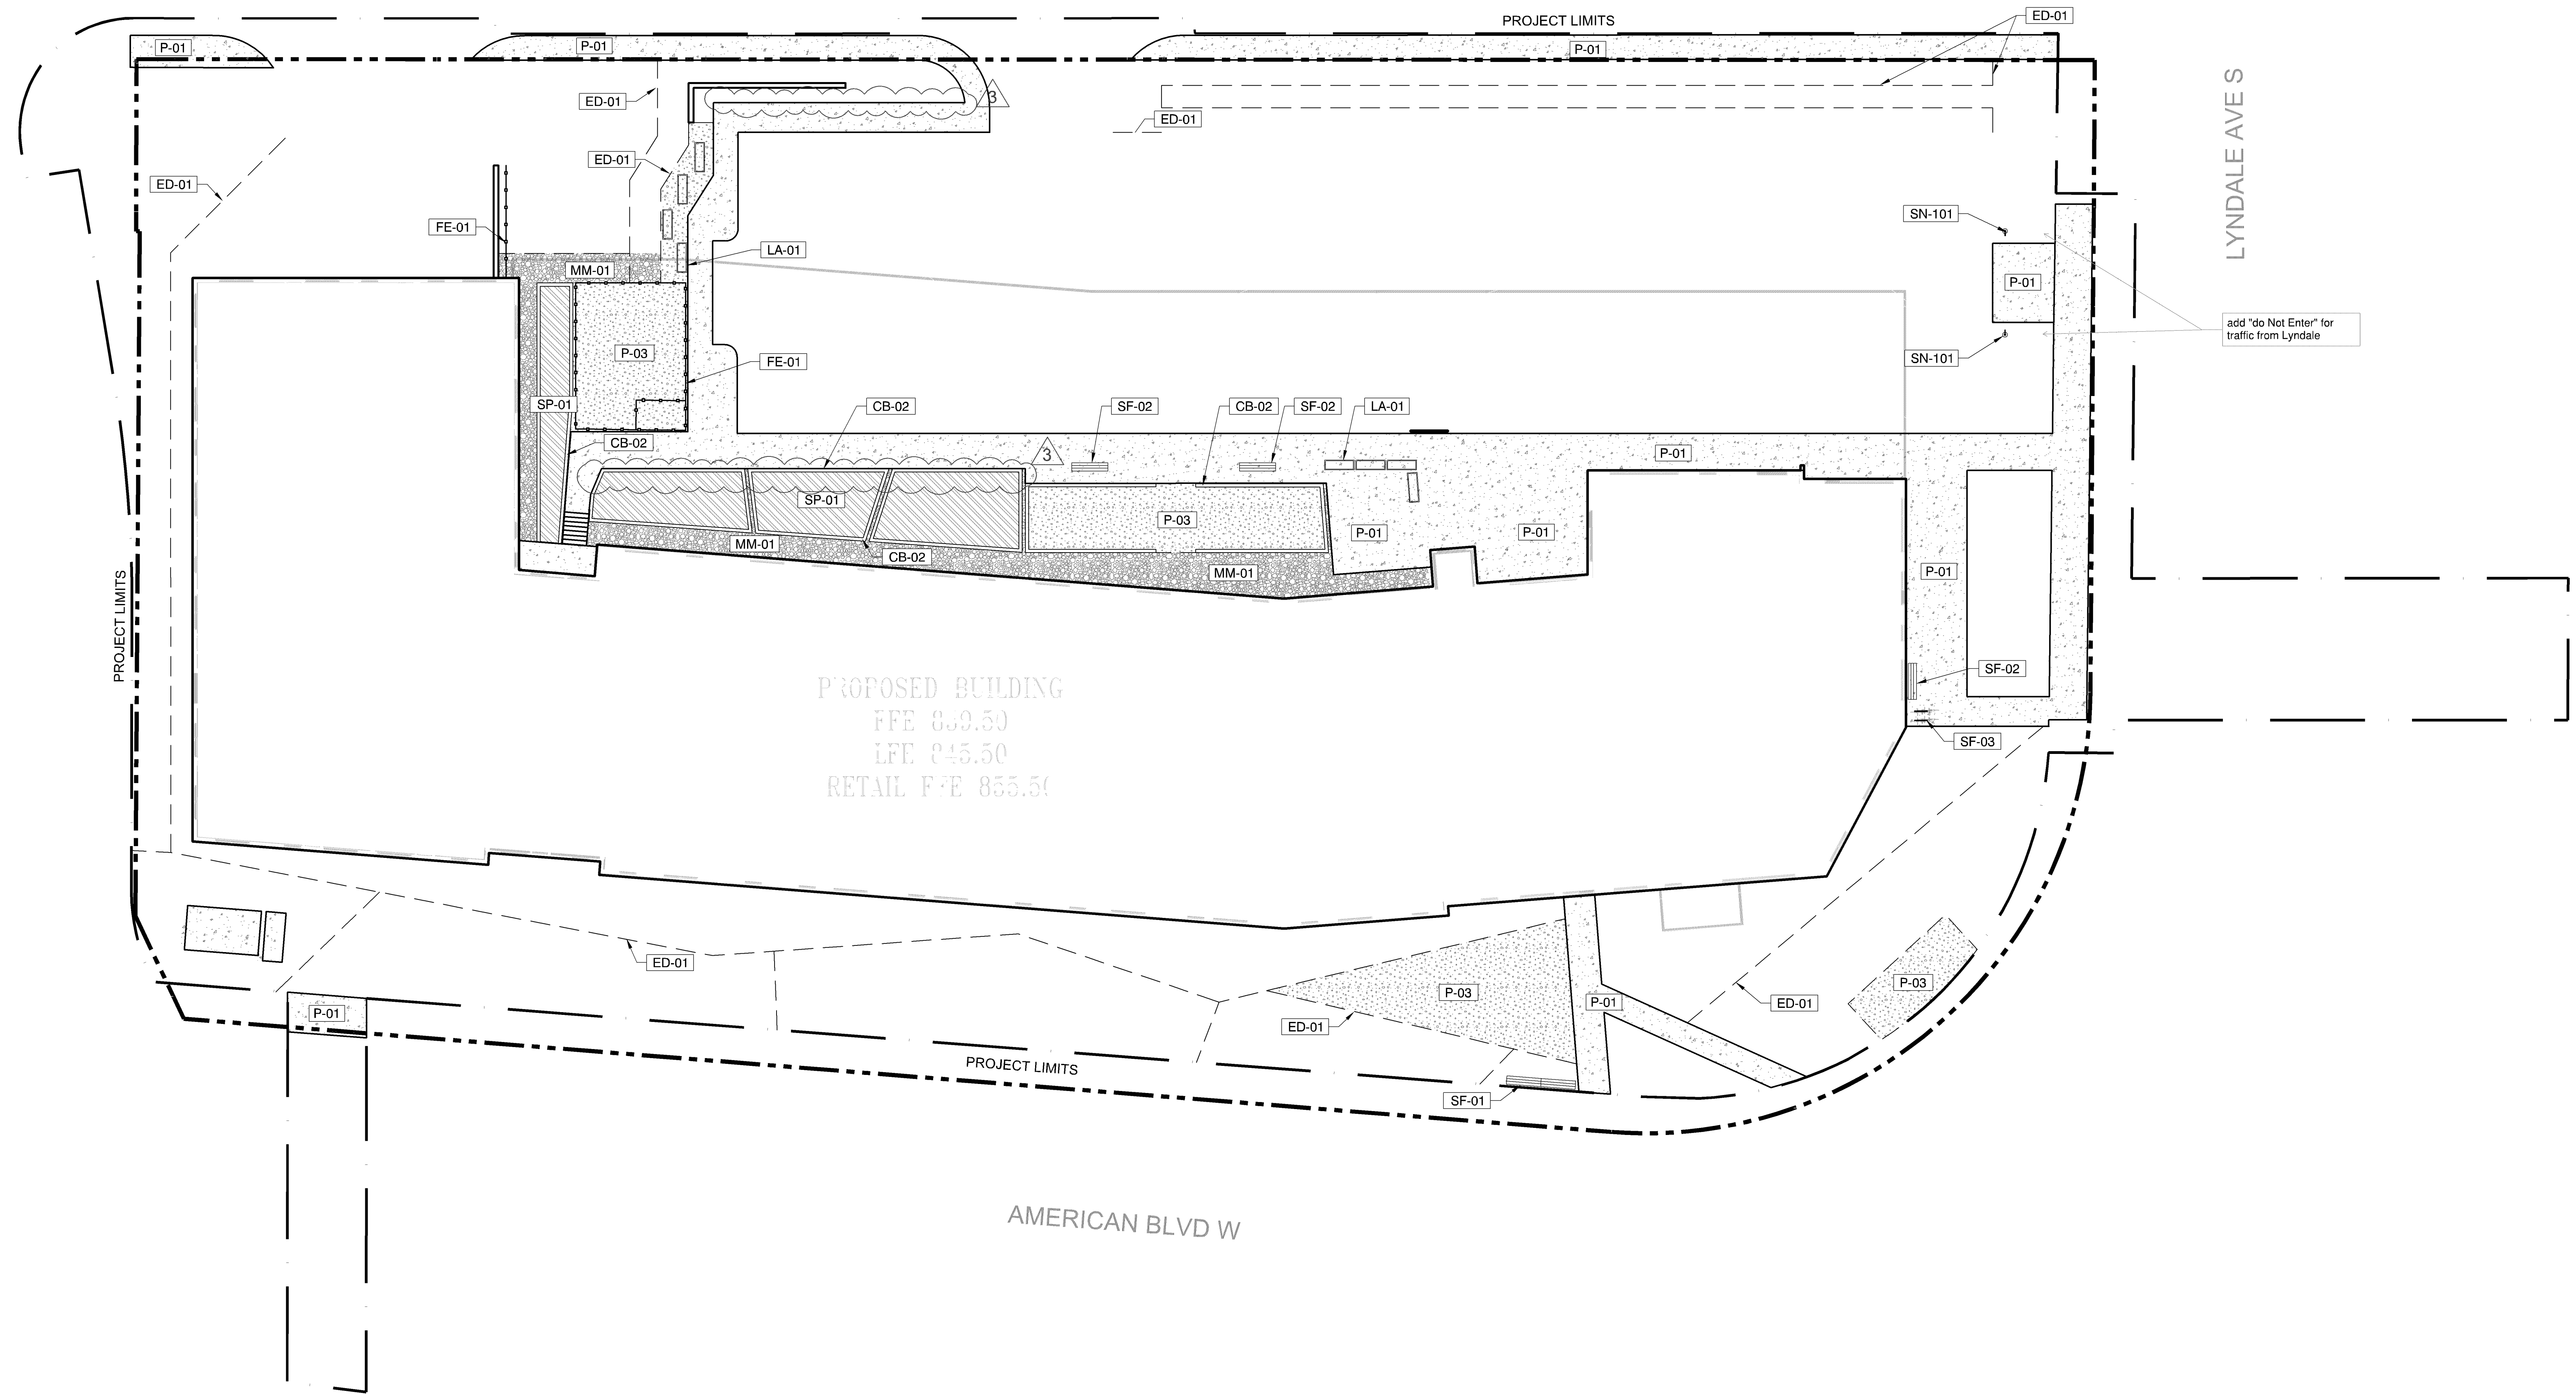 PROJECT LIMITS
ED-01
P-01
P-01
P-01
ED-01
3
ED-01
ED-01
ED-01
LYNDALE AVE S
FE-01
SN-101
LA-01
MM-01
P-01
add "do Not Enter" for
traffic from Lyndale
P-03
FE-01
SN-101
SP-01
CB-02
SF-02
CB-02
SF-02
LA-01
CB-02
3
P-01
SP-01
P-03
P-01
P-01
MM-01
CB-02
MM-01
P-01
PROJECT LIMITS
SF-02
PROPOSED BUILDING
FFE
LFE
RETAIL FFE
SF-03
ED-01
P-03
P-01
P-03
ED-01
P-01
ED-01
PROJECT LIMITS
SF-01
AMERICAN BLVD W